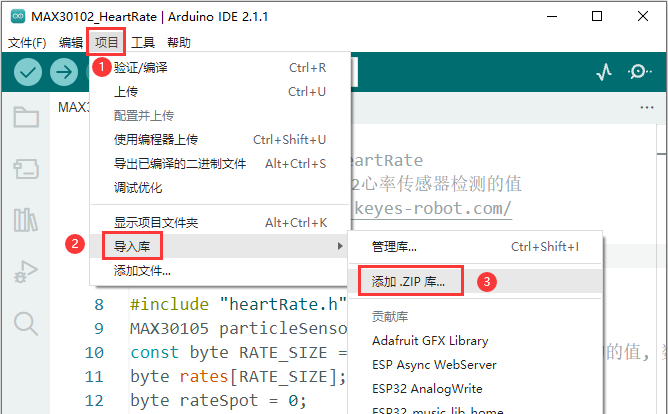 MAX30102_HeartRate | Arduino IDE 2.1.1
文件(F) 编辑 项目 工具 帮助
1
验证/编译 Ctrl+R
上传 Ctrl+U
配置并上传
使用编程器上传 Ctrl+Shift+U
导出已编译的二进制文件 Alt+Ctrl+S
调试优化
显示项目文件夹 Alt+Ctrl+K
2 导入库
添加文件...
MAX
eartRate
2心率传感器检测的值
keyes-robot.com/
管理库... Ctrl+Shift+I
添加 .ZIP 库... 3
贡献库
Adafruit GFX Library
ESP Async WebServer
ESP32 AnalogWrite
ESP32-music-lib-home
8 #include "heartRate.h"
9 MAX30105 particleSenso
10 const byte RATE_SIZE = 的值,
11 byte rates[RATE_SIZE];
12 byte rateSpot = 0;